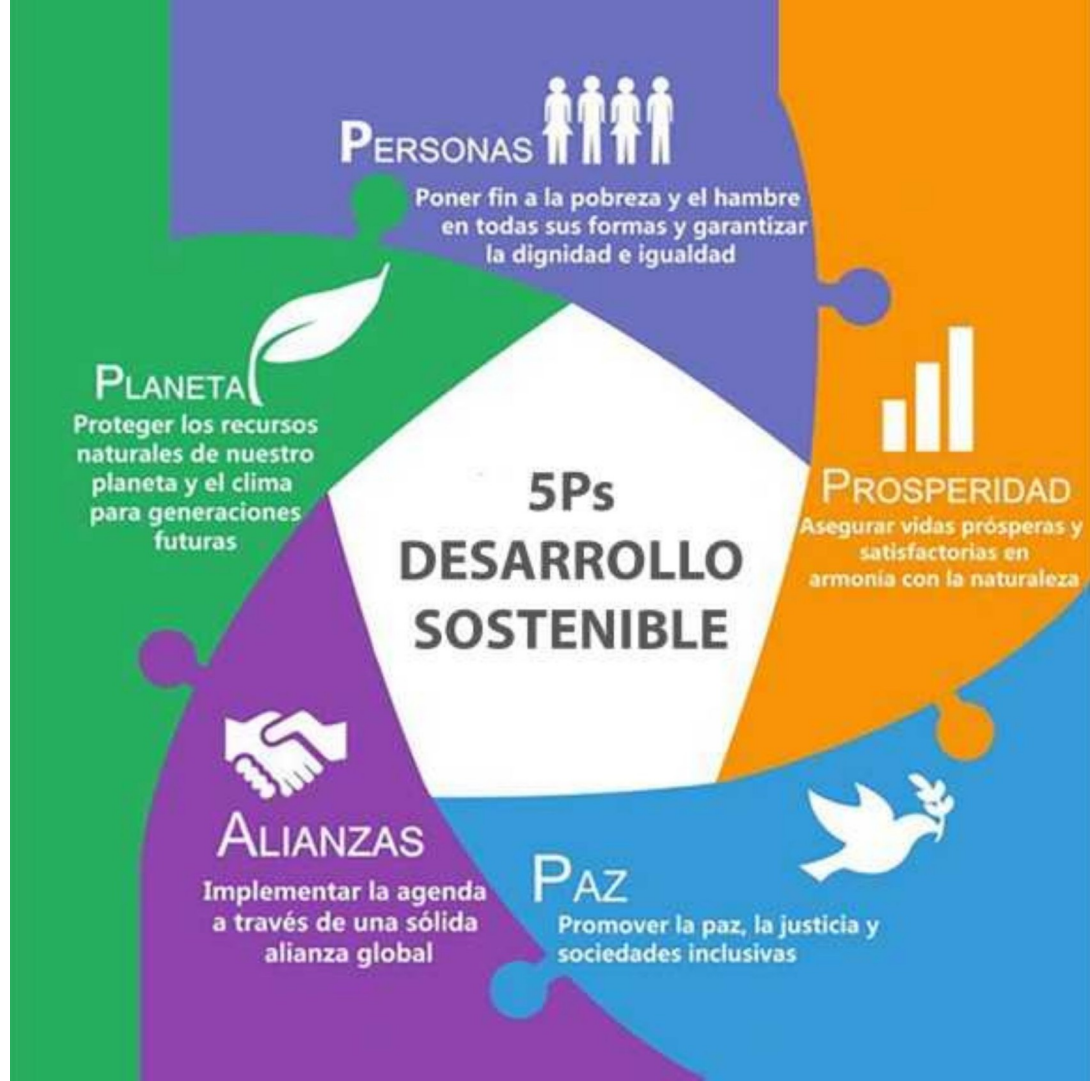 PERSONAS
Poner fin a la pobreza y el hambre
en todas sus formas y garantizar
la dignidad e igualdad
PLANETA
Proteger los recursos
naturales de nuestro
planeta y el clima
para generaciones
futuras
5Ps
DESARROLLO
SOSTENIBLE
PROSPERIDAD
Asegurar vidas prósperas y
satisfactorias en
armonia con la naturaleza
ALIANZAS
Implementar la agenda
a través de una sólida
alianza global
PAZ
Promover la paz, la justicia y
sociedades inclusivas